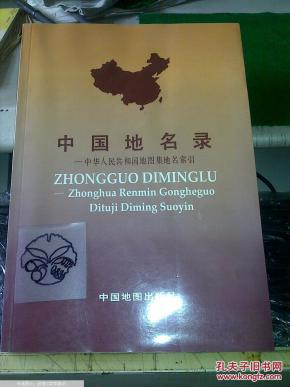 中国地名录
—中华人民共和国地图集地名索引
ZHONGGUO DIMINGLU
— Zhonghua Renmin Gongheguo
Dituji Diming Suoyin
中国地图出版社
孔夫子旧书网